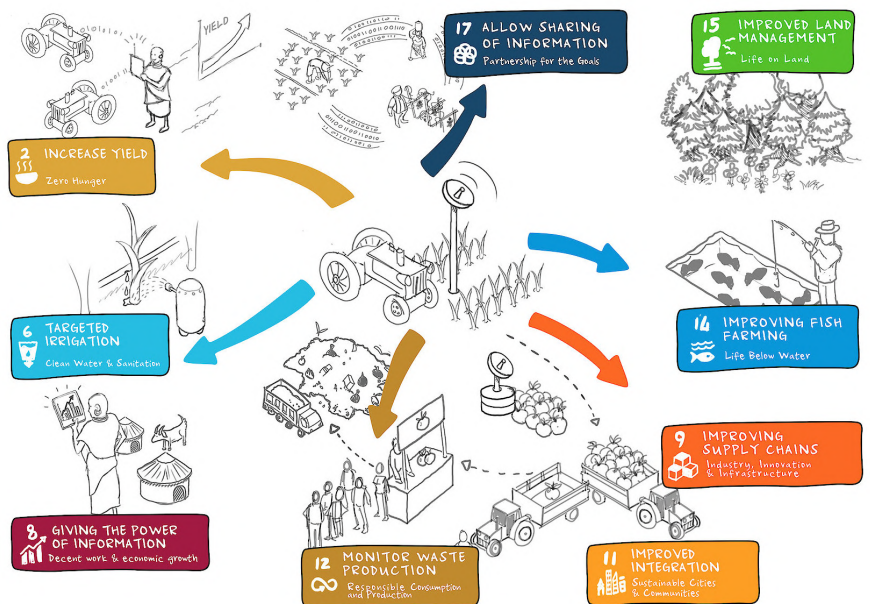 YIELD
17 ALLOW SHARING
OF INFORMATION
Partnership for the Goals
15 IMPROVED LAND
MANAGEMENT
Life on Land
2 INCREASE YIELD
Zero Hunger
6 TARGETED
IRRIGATION
Clean Water & Sanitation
14 IMPROVING FISH
FARMING
Life Below Water
9 IMPROVING
SUPPLY CHAINS
Industry, Innovation
& Infrastructure
8 GIVING THE POWER
OF INFORMATION
Decent work & economic growth
12 MONITOR WASTE
PRODUCTION
Responsible Consumption
and Production
11 IMPROVED
INTEGRATION
Sustainable Cities
& Communities